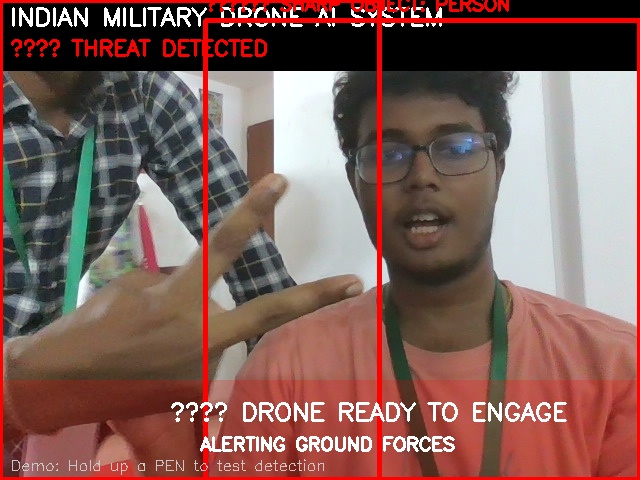 ????? SHARP OBJECT: PERSON
INDIAN MILITARY DRONE AI SYSTEM
???? THREAT DETECTED
???? DRONE READY TO ENGAGE
ALERTING GROUND FORCES
Demo: Hold up a PEN to test detection